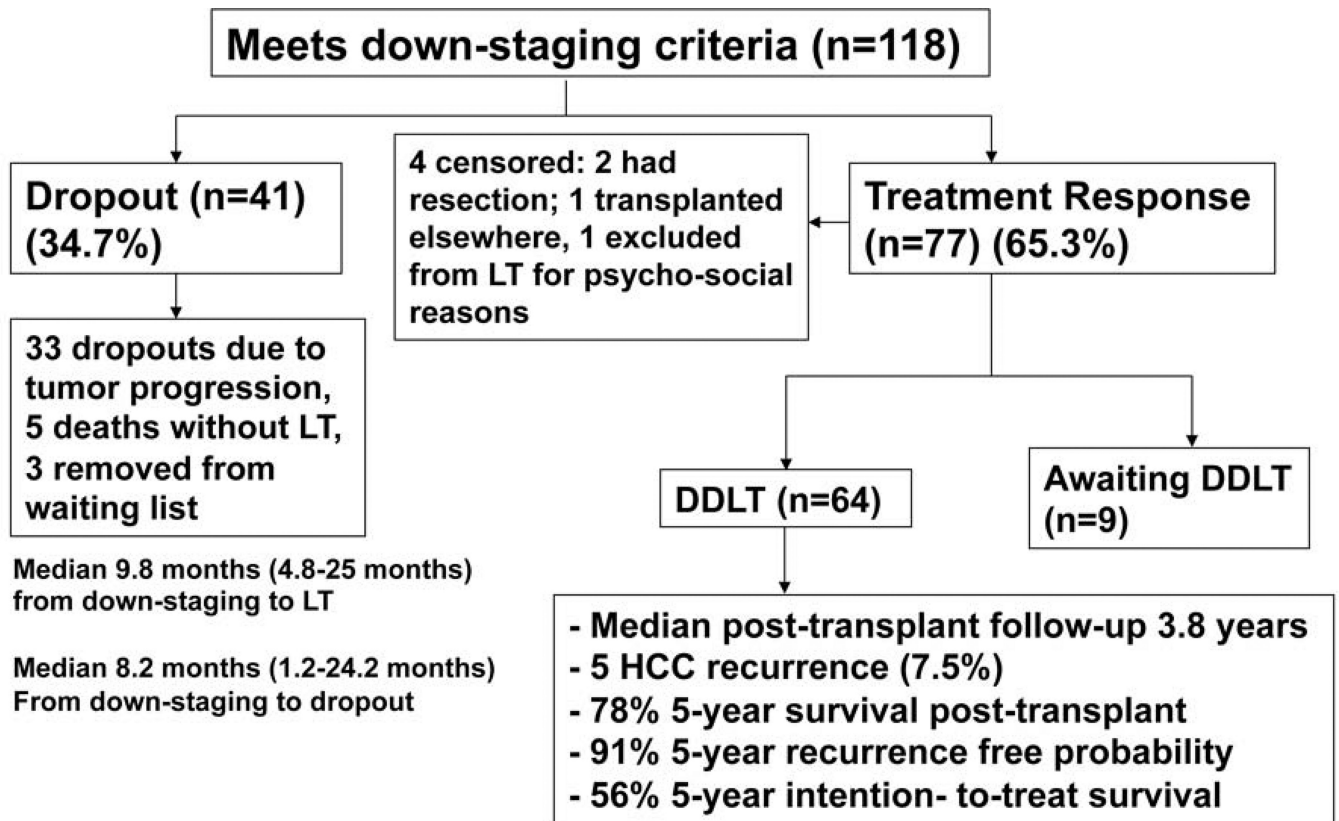 Meets down-staging criteria (n=118)
Dropout (n=41)
(34.7%)
4 censored: 2 had
resection; 1 transplanted
elsewhere, 1 excluded
from LT for psycho-social
reasons
Treatment Response
(n=77) (65.3%)
33 dropouts due to
tumor progression,
5 deaths without LT,
3 removed from
waiting list
DDLT (n=64)
Awaiting DDLT
(n=9)
Median 9.8 months (4.8-25 months)
from down-staging to LT
Median 8.2 months (1.2-24.2 months)
From down-staging to dropout
- Median post-transplant follow-up 3.8 years
- 5 HCC recurrence (7.5%)
- 78% 5-year survival post-transplant
- 91% 5-year recurrence free probability
- 56% 5-year intention- to-treat survival